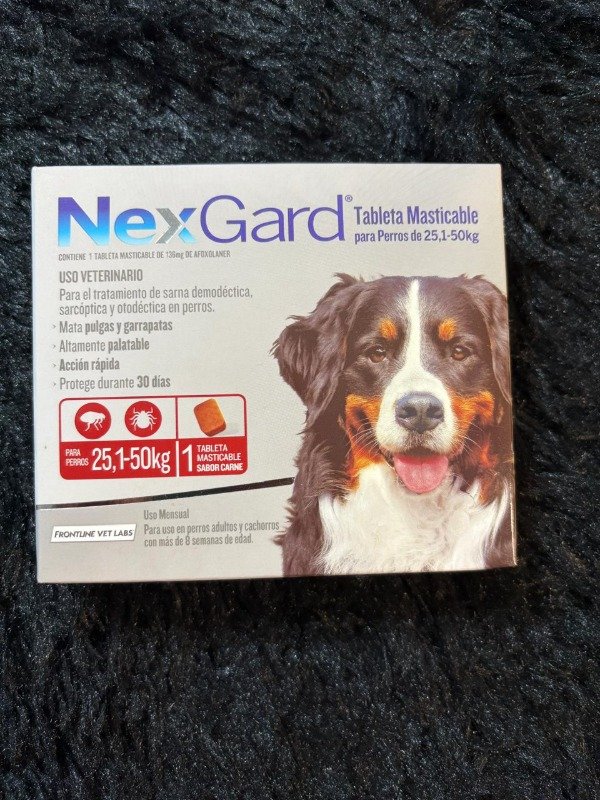 NexGard®
Tableta Masticable
para Perros de 25,1-50kg
CONTIENE 1 TABLETA MASTICABLE DE 136mg DE AFOXOLANER
USO VETERINARIO
Para el tratamiento de sarna demodéctica,
sarcóptica y otodéctica en perros.
› Mata pulgas y garrapatas
› Altamente palatable
› Acción rápida
› Protege durante 30 días
PARA
PERROS
25,1-50kg
1
TABLETA
MASTICABLE
SABOR CARNE
FRONTLINE VET LABS
Uso Mensual
Para uso en perros adultos y cachorros
con más de 8 semanas de edad.